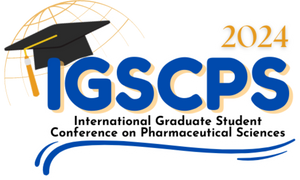 2024
IGSCPS
International Graduate Student
Conference on Pharmaceutical Sciences